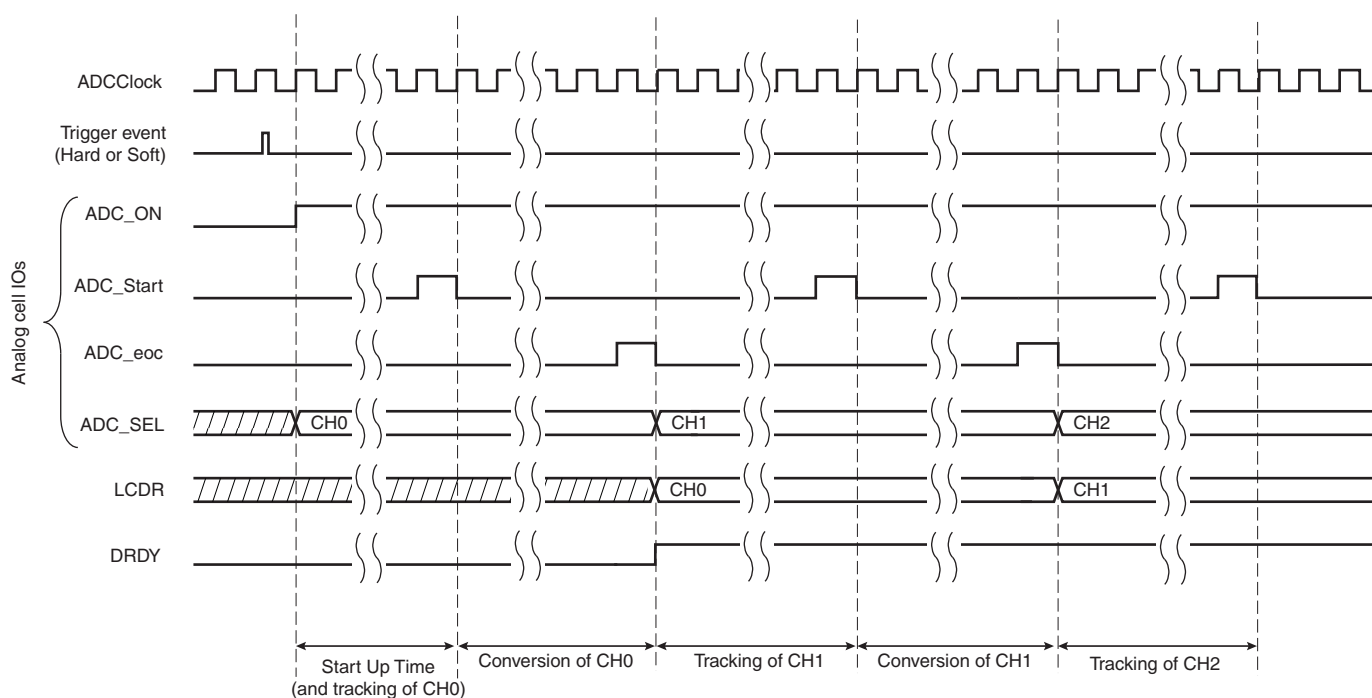 ADCClock
Trigger event
(Hard or Soft)
Analog cell IOs
ADC_ON
ADC_Start
ADC_eoc
ADC_SEL
CH0
CH1
CH2
LCDR
CH0
CH1
DRDY
Start Up Time
(and tracking of CH0)
Conversion of CH0
Tracking of CH1
Conversion of CH1
Tracking of CH2